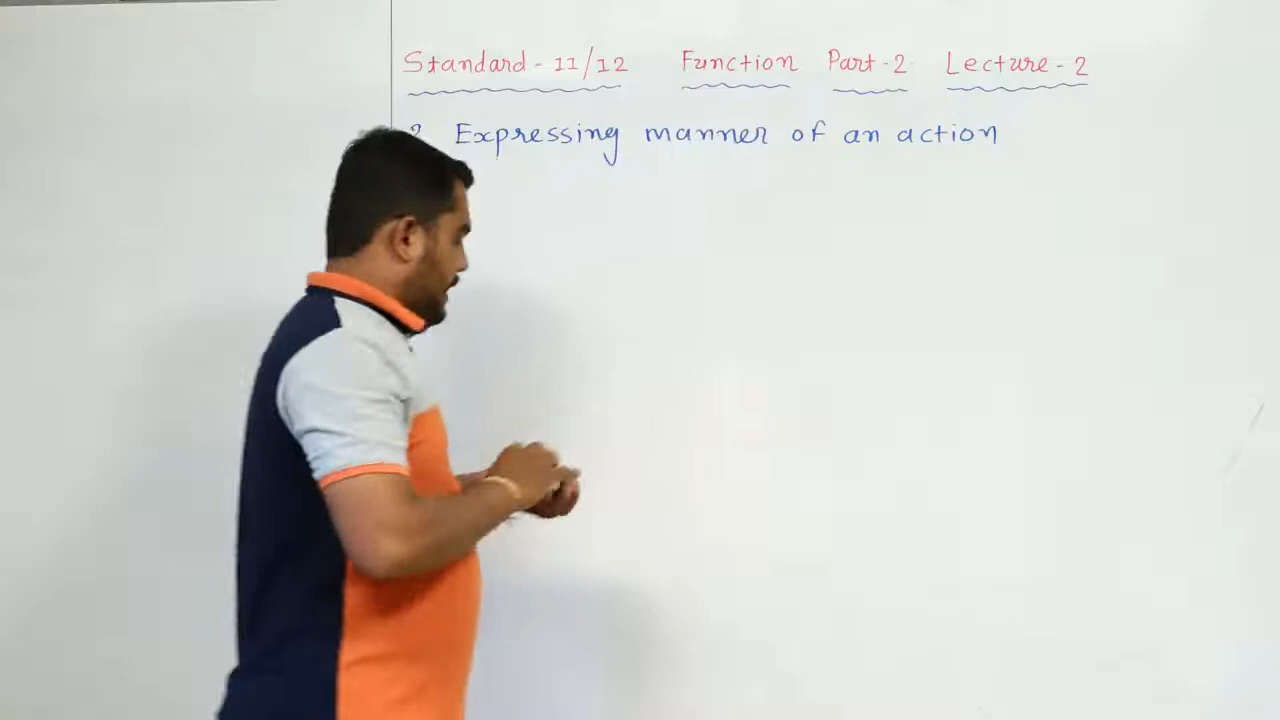 Standard - 11/12 Function Part-2 Lecture-2
Expressing manner of an action